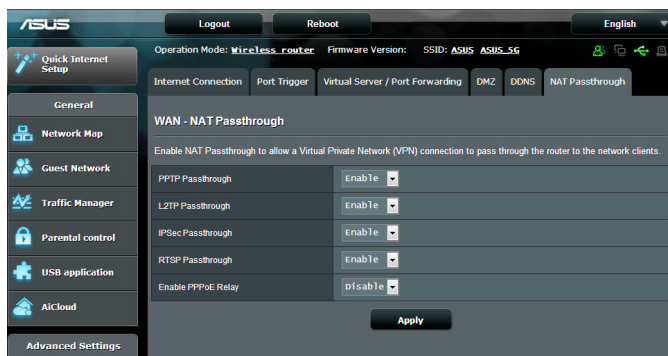 ASUS
Logout
Reboot
English
Quick Internet
Setup
Operation Mode: Wireless router Firmware Version: SSID: ASUS ASUS_5G
Internet Connection
Port Trigger
Virtual Server / Port Forwarding
DMZ
DDNS
NAT Passthrough
General
Network Map
Guest Network
Traffic Manager
Parental control
USB application
AiCloud
Advanced Settings
WAN - NAT Passthrough
Enable NAT Passthrough to allow a Virtual Private Network (VPN) connection to pass through the router to the network clients.
PPTP Passthrough Enable
L2TP Passthrough Enable
IPSec Passthrough Enable
RTSP Passthrough Enable
Enable PPPoE Relay Disable
Apply